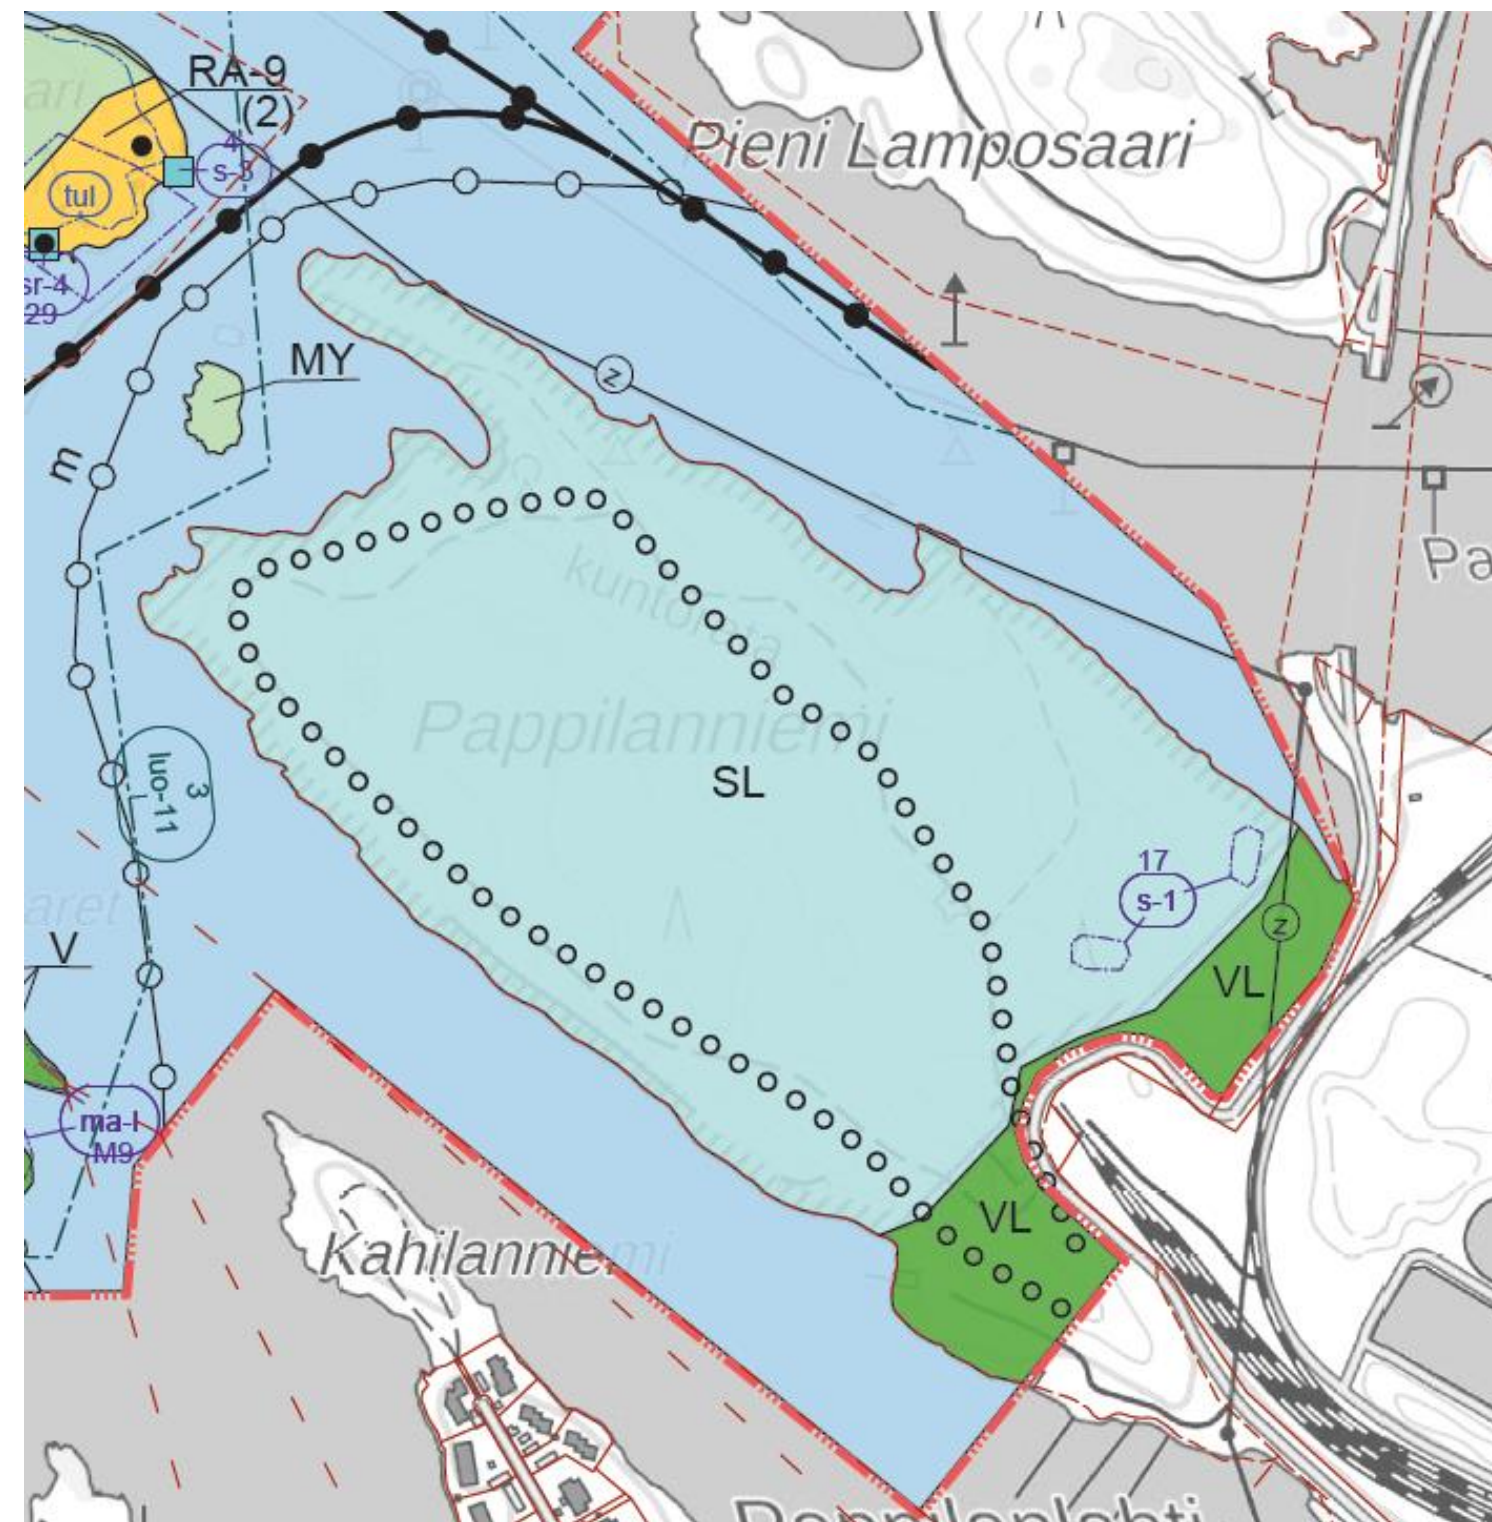 RA-9
(2)
4
s-3
tul
sr-4
29
Pieni Lamposaari
MY
z
m
kuntorata
Pappilanniemi
SL
3
luo-11
17
s-1
V
z
VL
ma-l
M9
VL
Kahilanniemi